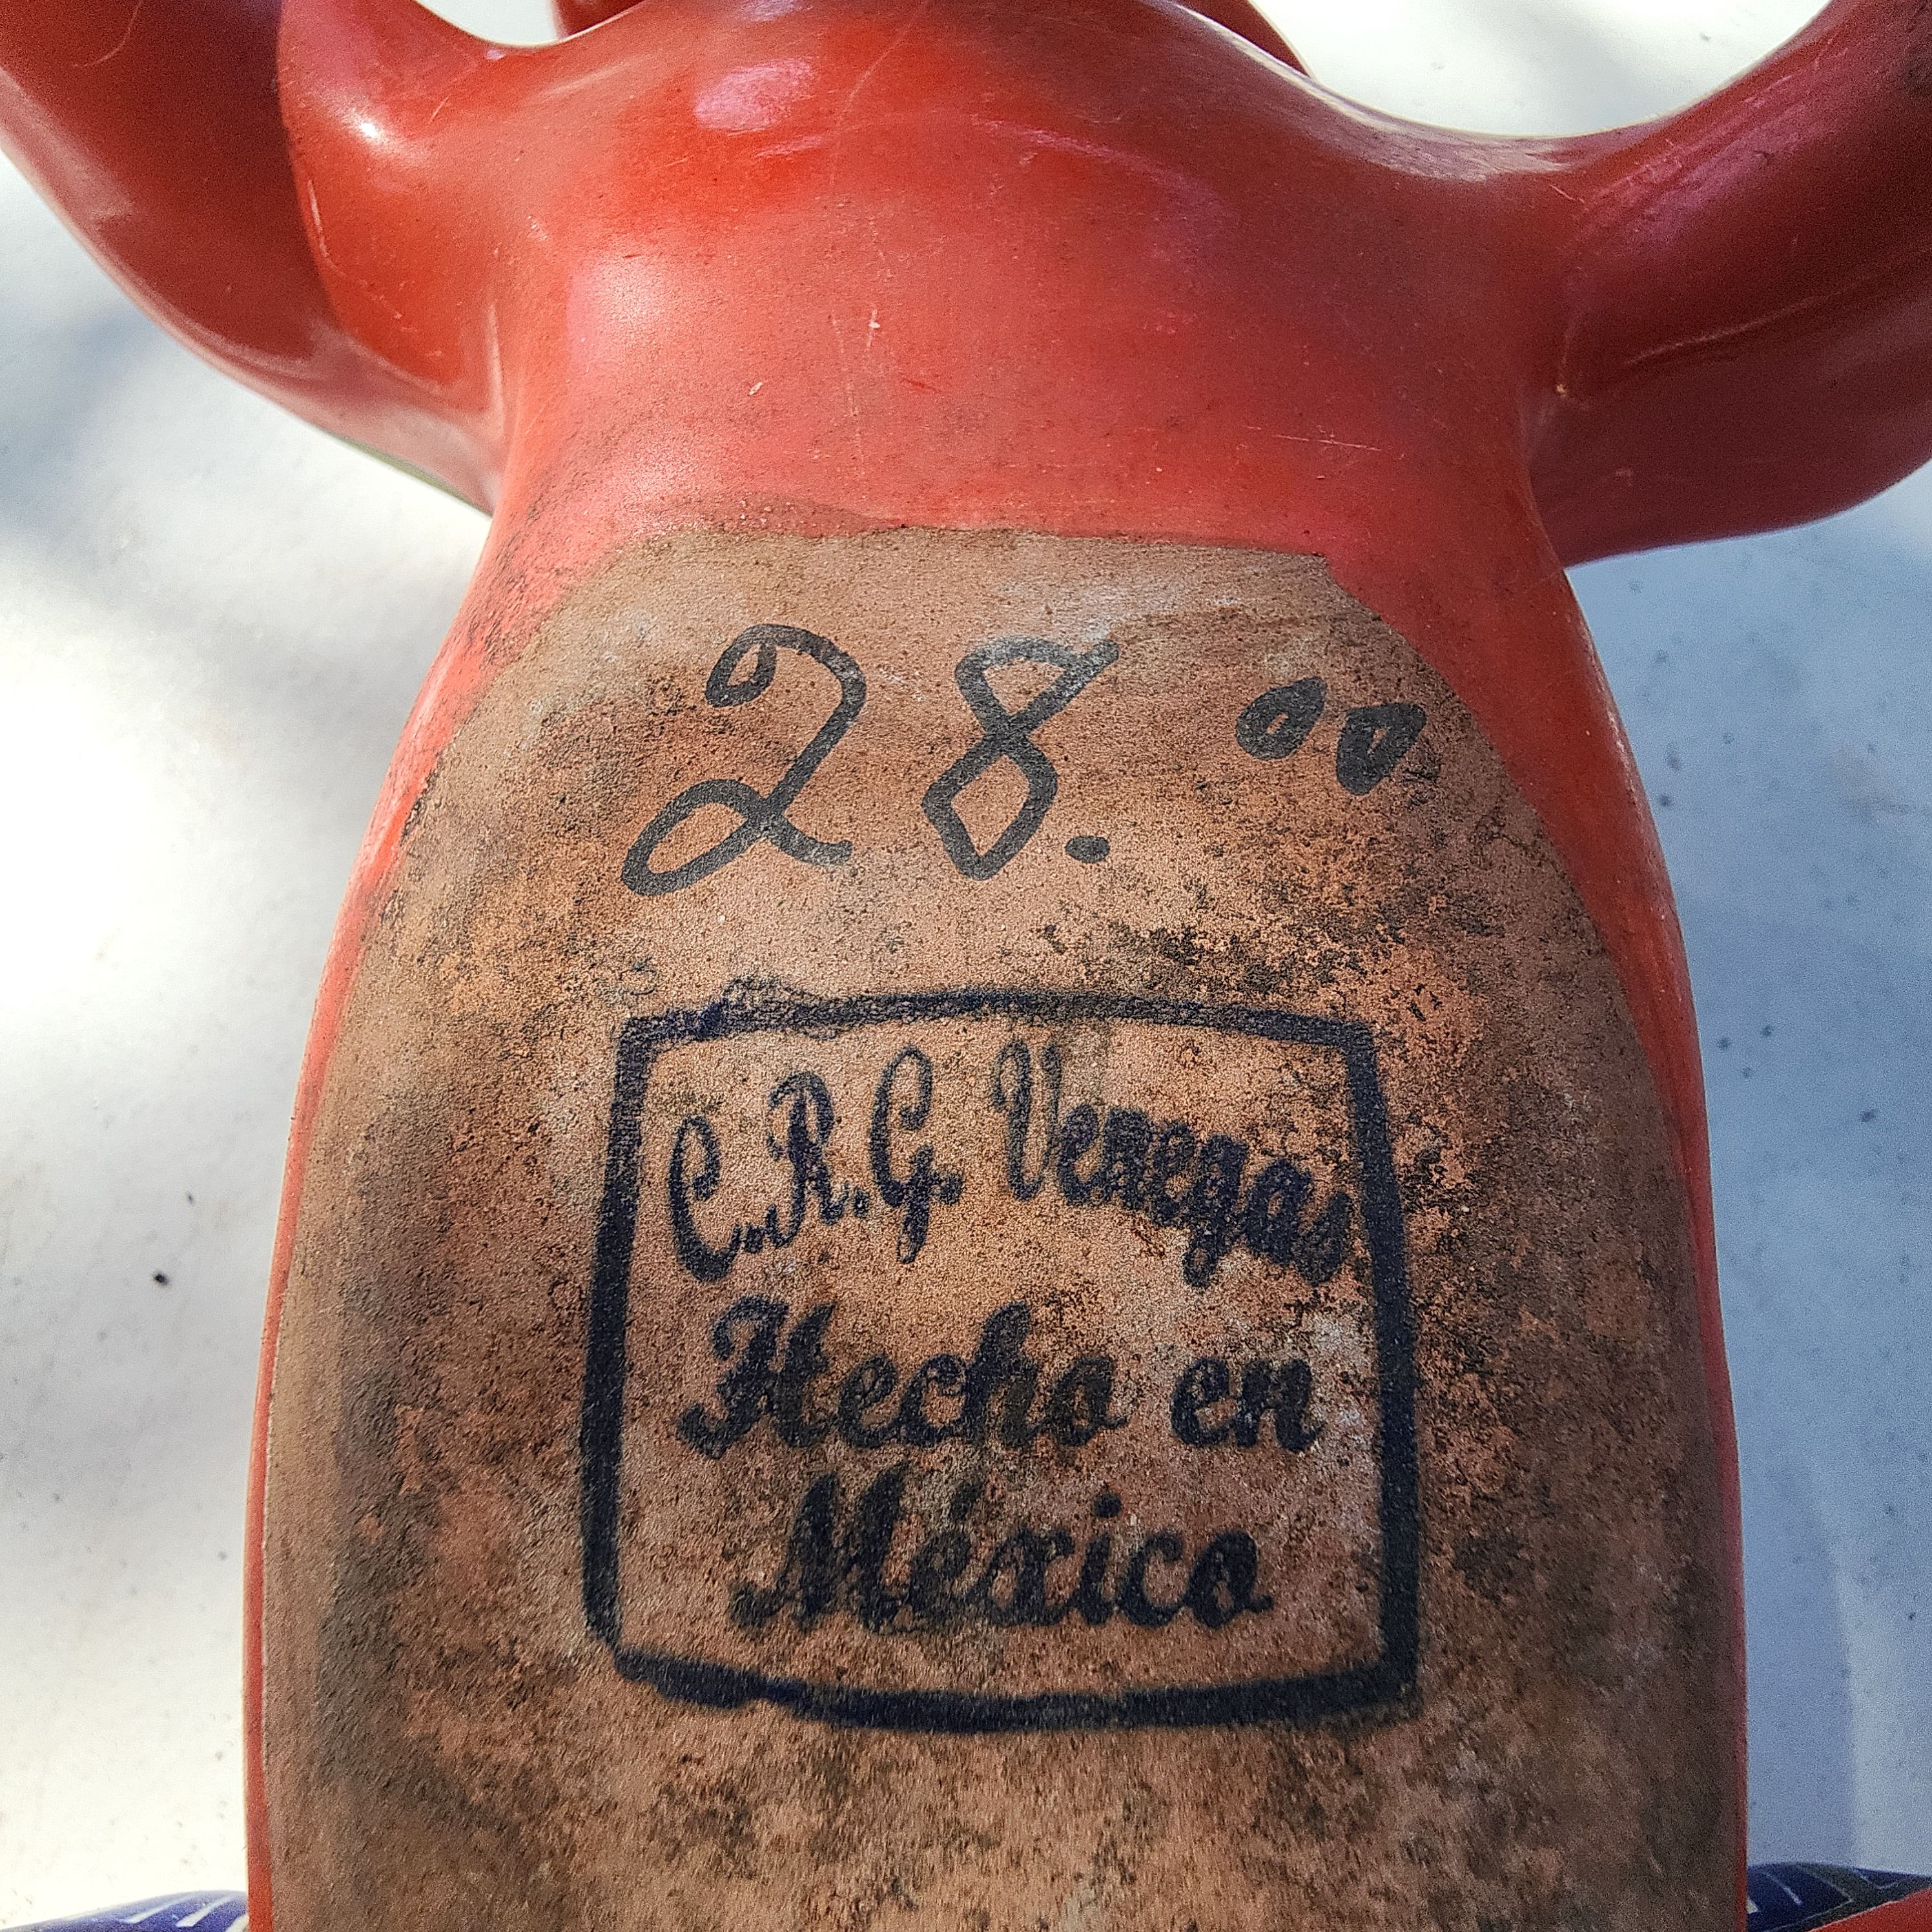 28.00
C.R.G. Venegas
Hecho en
México